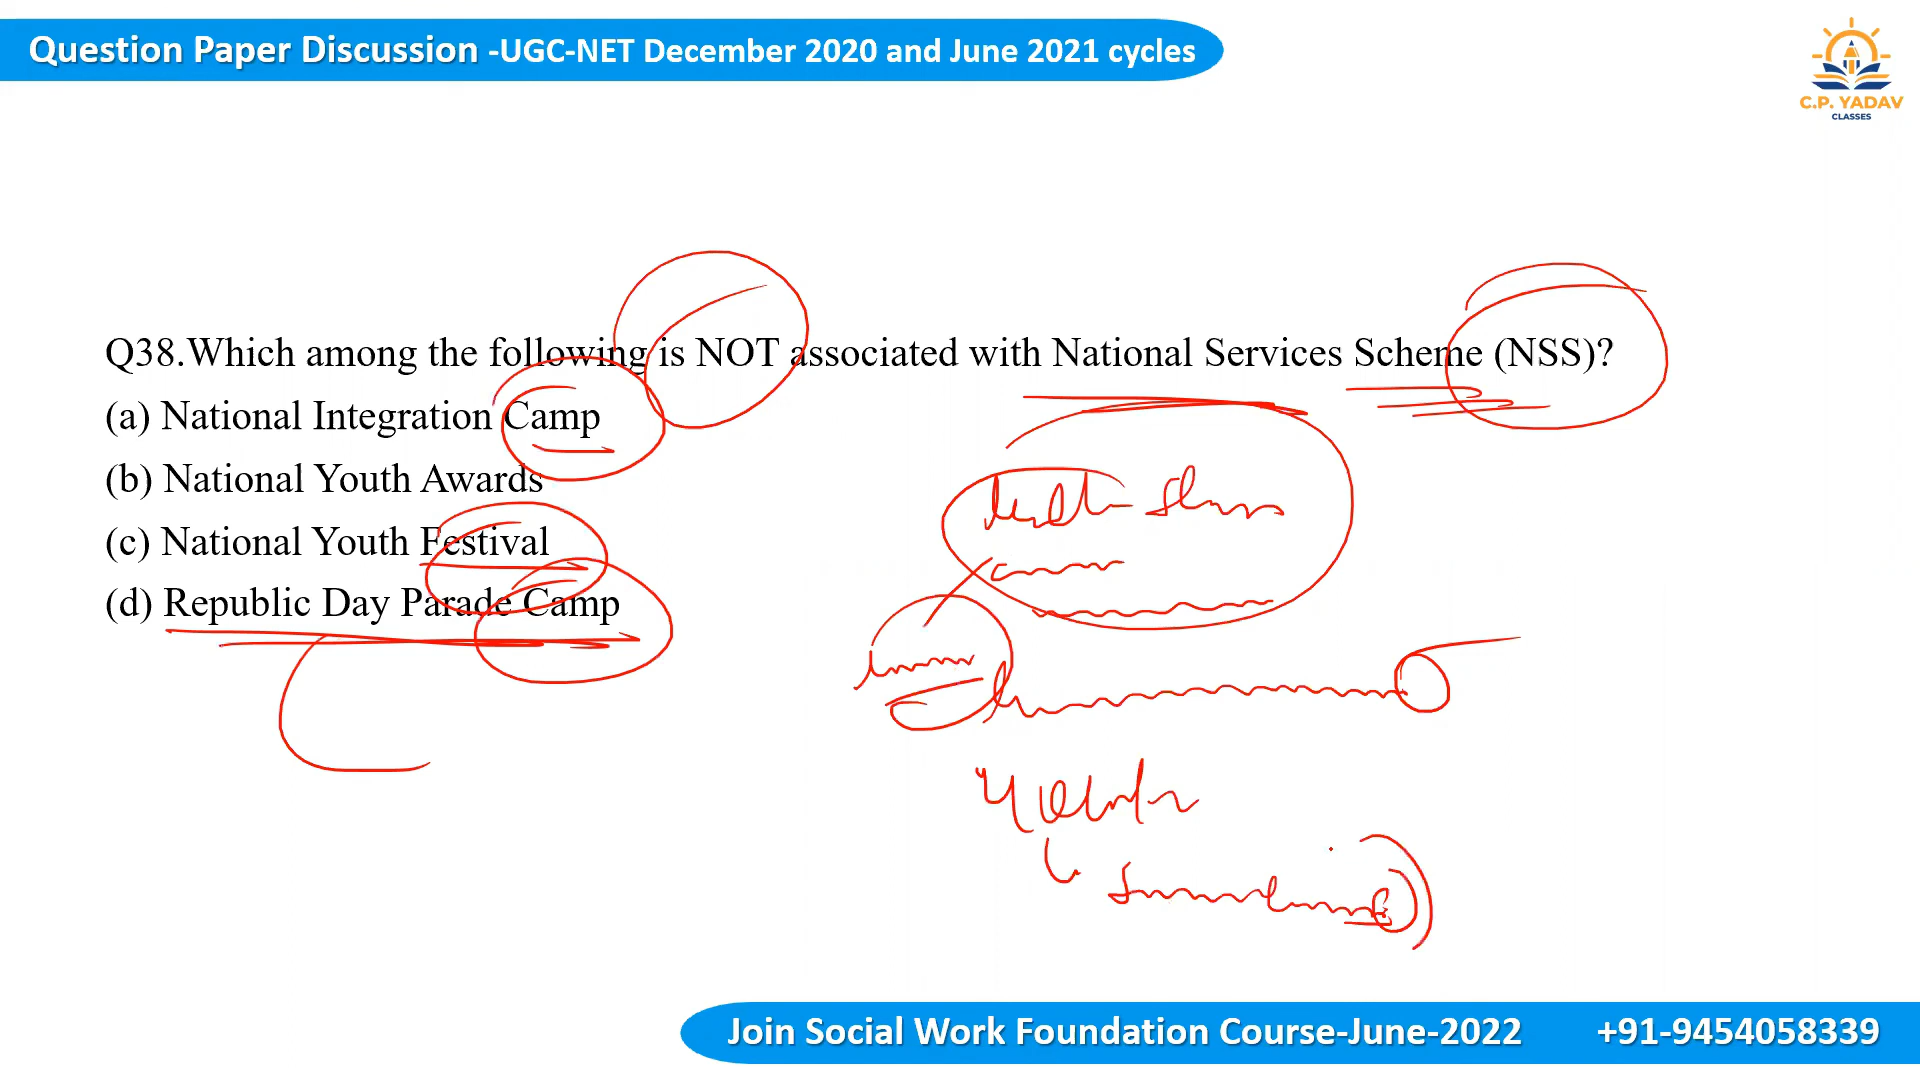 Question Paper Discussion -UGC-NET December 2020 and June 2021 cycles
C.P. YADAV
CLASSES
Q38.Which among the following is NOT associated with National Services Scheme (NSS)?
(a) National Integration Camp
(b) National Youth Awards
(c) National Youth Festival
(d) Republic Day Parade Camp
Join Social Work Foundation Course-June-2022 +91-9454058339